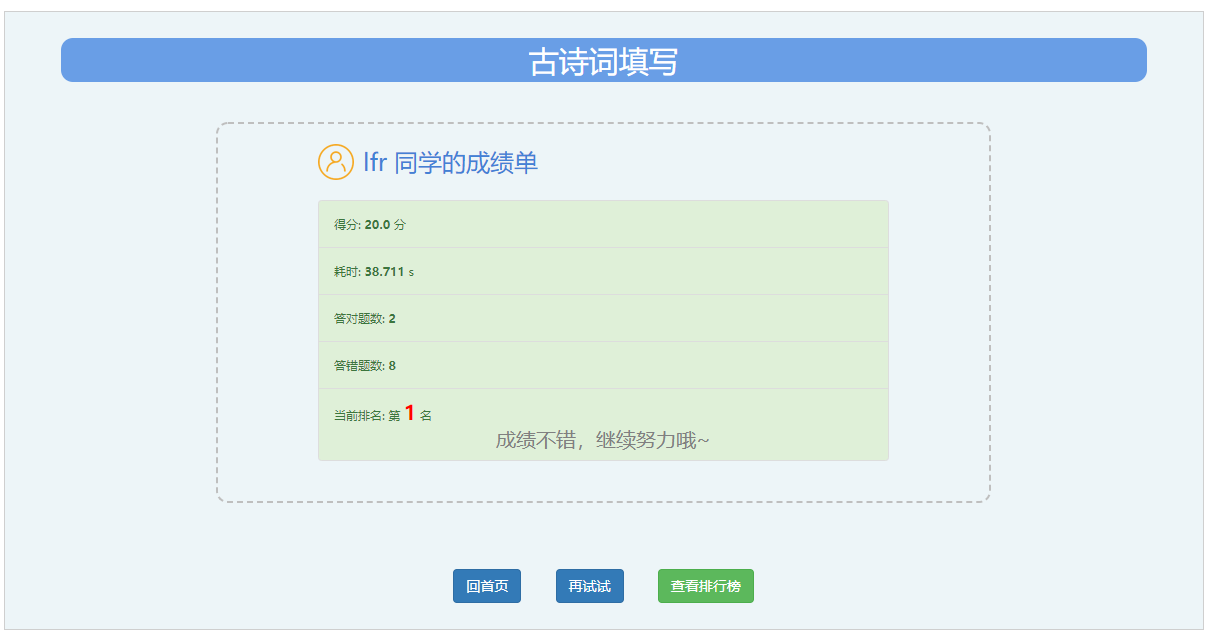 古诗词填写
lfr 同学的成绩单
得分: 20.0 分
耗时: 38.711 s
答对题数: 2
答错题数: 8
当前排名: 第 1 名
成绩不错，继续努力哦~
回首页 再试试 查看排行榜